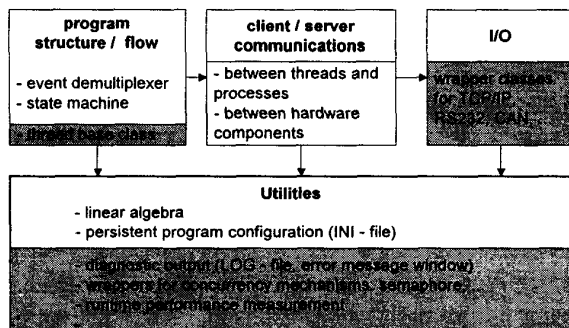 program
structure / flow
- event demultiplexer
- state machine
- thread base class
client / server
communications
- between threads and
processes
- between hardware
components
I/O
wrapper classes
for TCP/IP,
RS232, CAN,...
Utilities
- linear algebra
- persistent program configuration (INI - file)
- diagnostic output (LOG - file, error message window)
- wrappers for concurrency mechanisms, semaphore, ...
- runtime performance measurement